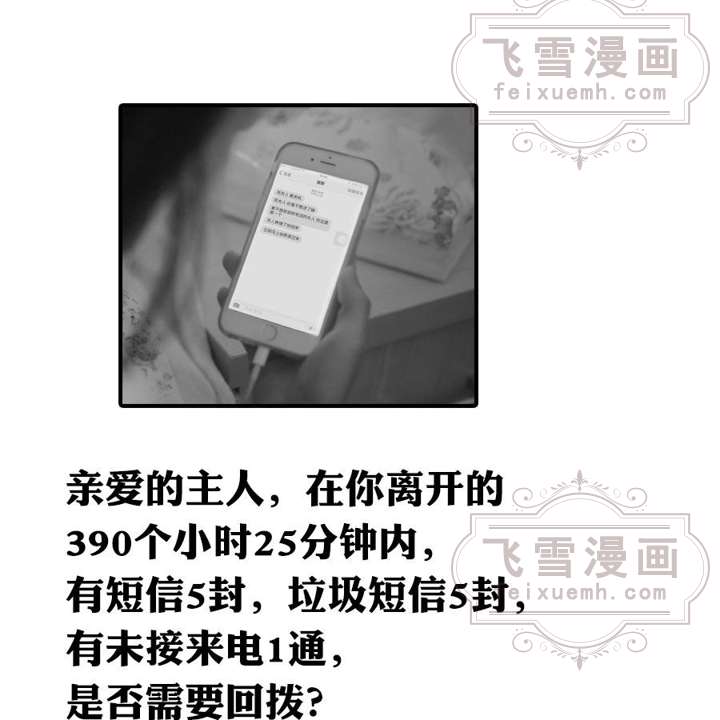 飞雪漫画
feixuemh.com
亲爱的主人，在你离开的
390个小时25分钟内，
有短信5封，垃圾短信5封，
有未接来电1通，
是否需要回拨？
飞雪漫画
feixuemh.com